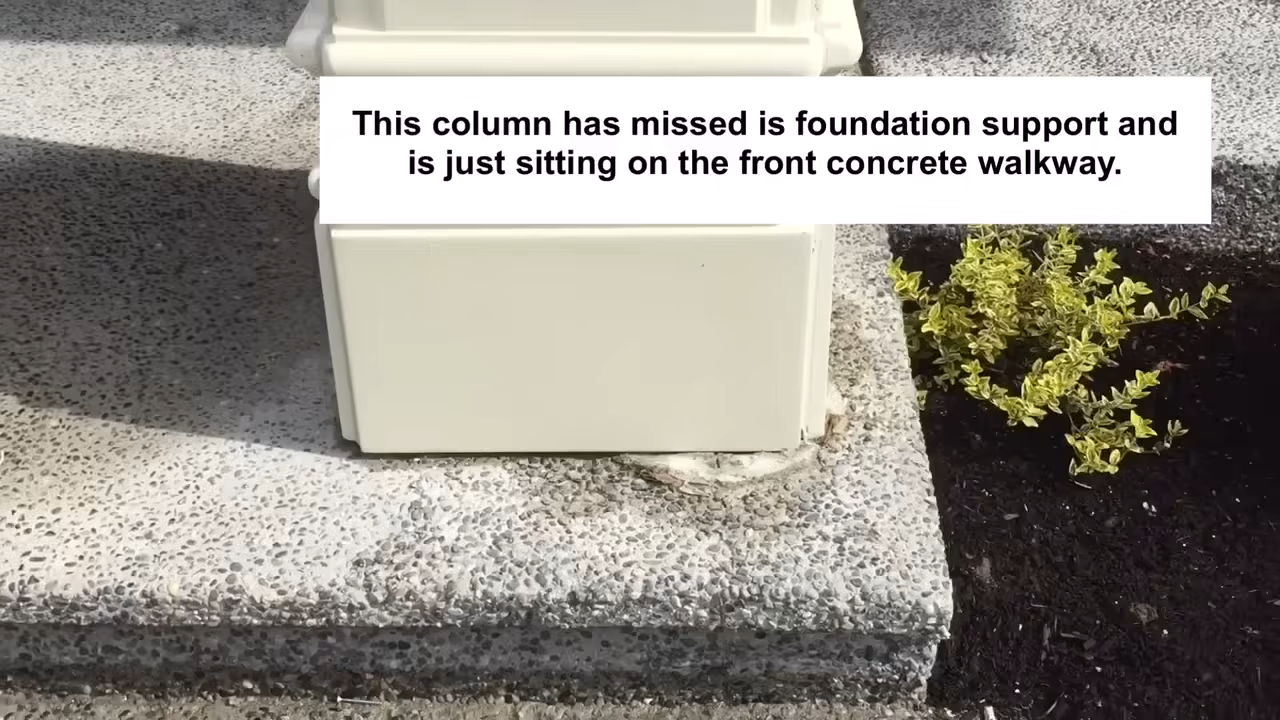 This column has missed is foundation support and
is just sitting on the front concrete walkway.